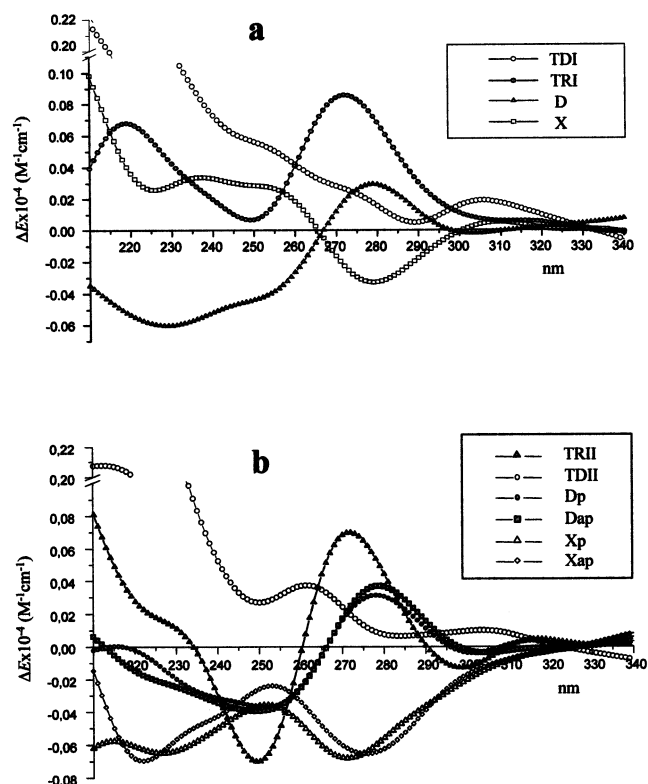 a
0.22
0.20
0.10
0.08
0.06
0.04
0.02
0.00
-0.02
-0.04
-0.06
ΔEx10⁻⁴ (M⁻¹cm⁻¹)
220 230 240 250 260 270 280 290 300 310 320 330 340
nm
TDI
TRI
D
X
b
0,22
0,20
0,08
0,06
0,04
0,02
0,00
-0,02
-0,04
-0,06
-0,08
ΔEx10⁻⁴ (M⁻¹cm⁻¹)
220 230 240 250 260 270 280 290 300 310 320 330 340
nm
TRII
TDII
Dp
Dap
Xp
Xap